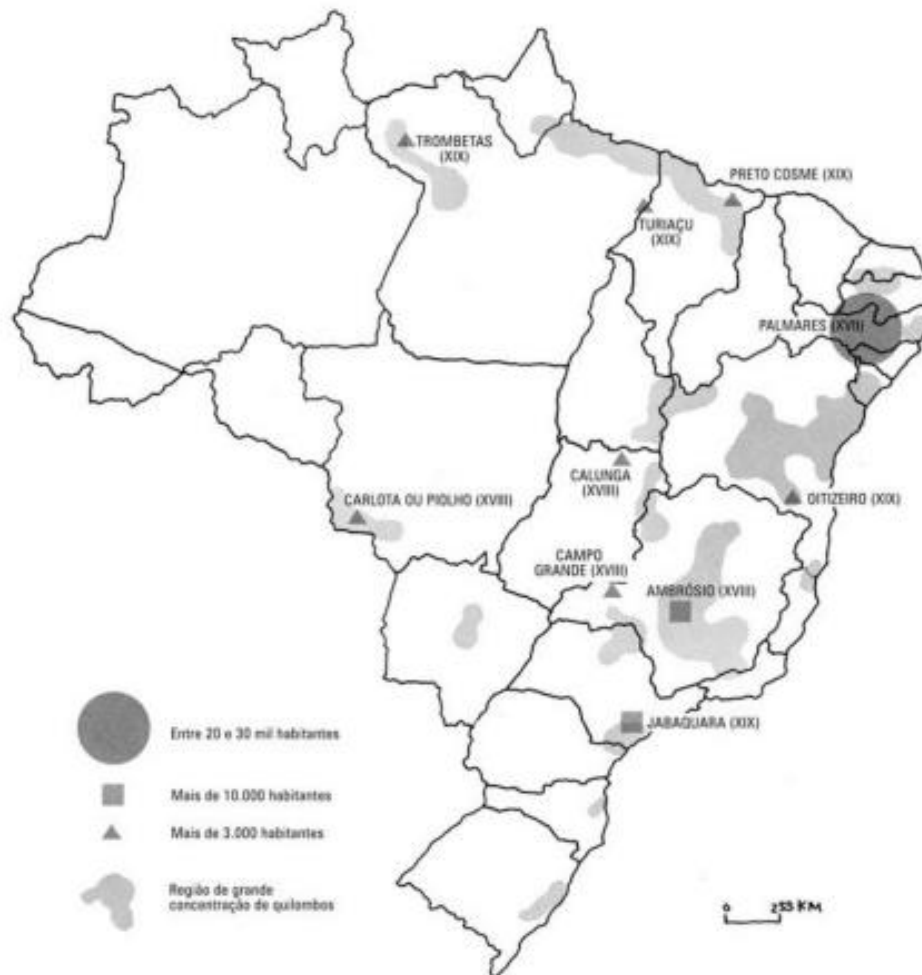 TROMBETAS
(XIX)
PRETO COSME (XIX)
TURIAÇU
(XIX)
PALMARES (XVII)
CALUNGA
(XVIII)
OITIZEIRO (XIX)
CARLOTA OU PIOLHO (XVIII)
CAMPO
GRANDE (XVIII)
AMBRÓSIO (XVIII)
JABAQUARA (XIX)
Entre 20 e 30 mil habitantes
Mais de 10.000 habitantes
Mais de 3.000 habitantes
Região de grande
concentração de quilombos
0 255 KM